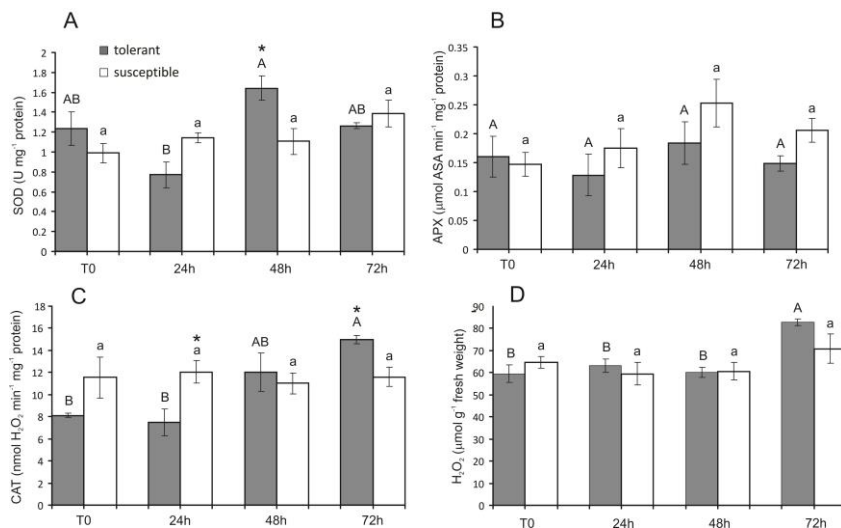 A
tolerant
susceptible
SOD (U mg⁻¹ protein)
2
1.8
1.6
1.4
1.2
1
0.8
0.6
0.4
0.2
0
AB a B a * A a AB a
T0 24h 48h 72h
B
APX (μmol ASA min⁻¹ mg⁻¹ protein)
0.35
0.3
0.25
0.2
0.15
0.1
0.05
0
A a A a A a A a
T0 24h 48h 72h
C
CAT (nmol H₂O₂ min⁻¹ mg⁻¹ protein)
18
16
14
12
10
8
6
4
2
0
B a B * a AB a * A a
T0 24h 48h 72h
D
H₂O₂ (μmol g⁻¹ fresh weight)
90
80
70
60
50
40
30
20
10
0
B a B a B a A a
T0 24h 48h 72h